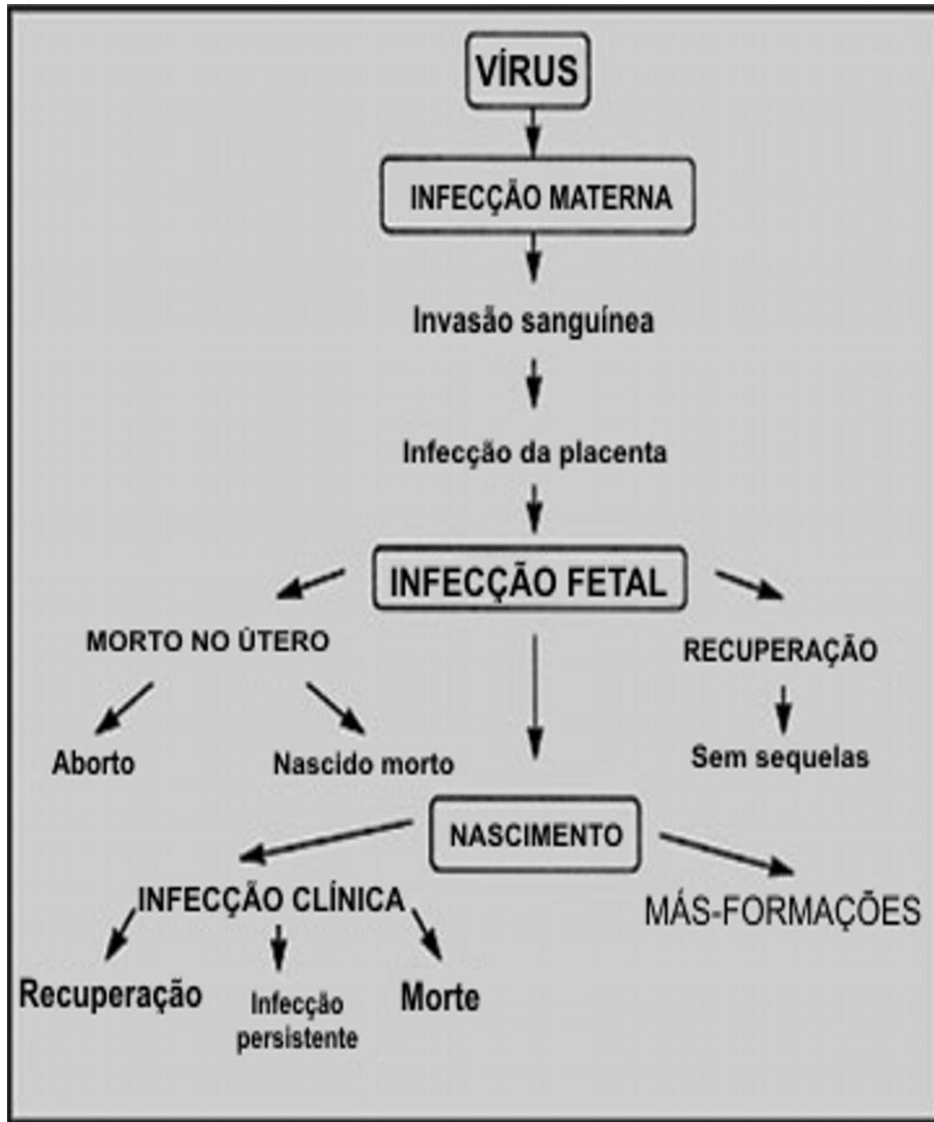 VÍRUS
INFECÇÃO MATERNA
Invasão sanguínea
Infecção da placenta
INFECÇÃO FETAL
MORTO NO ÚTERO
RECUPERAÇÃO
Aborto
Nascido morto
Sem sequelas
NASCIMENTO
INFECÇÃO CLÍNICA
MÁS-FORMAÇÕES
Recuperação
Infecção
persistente
Morte